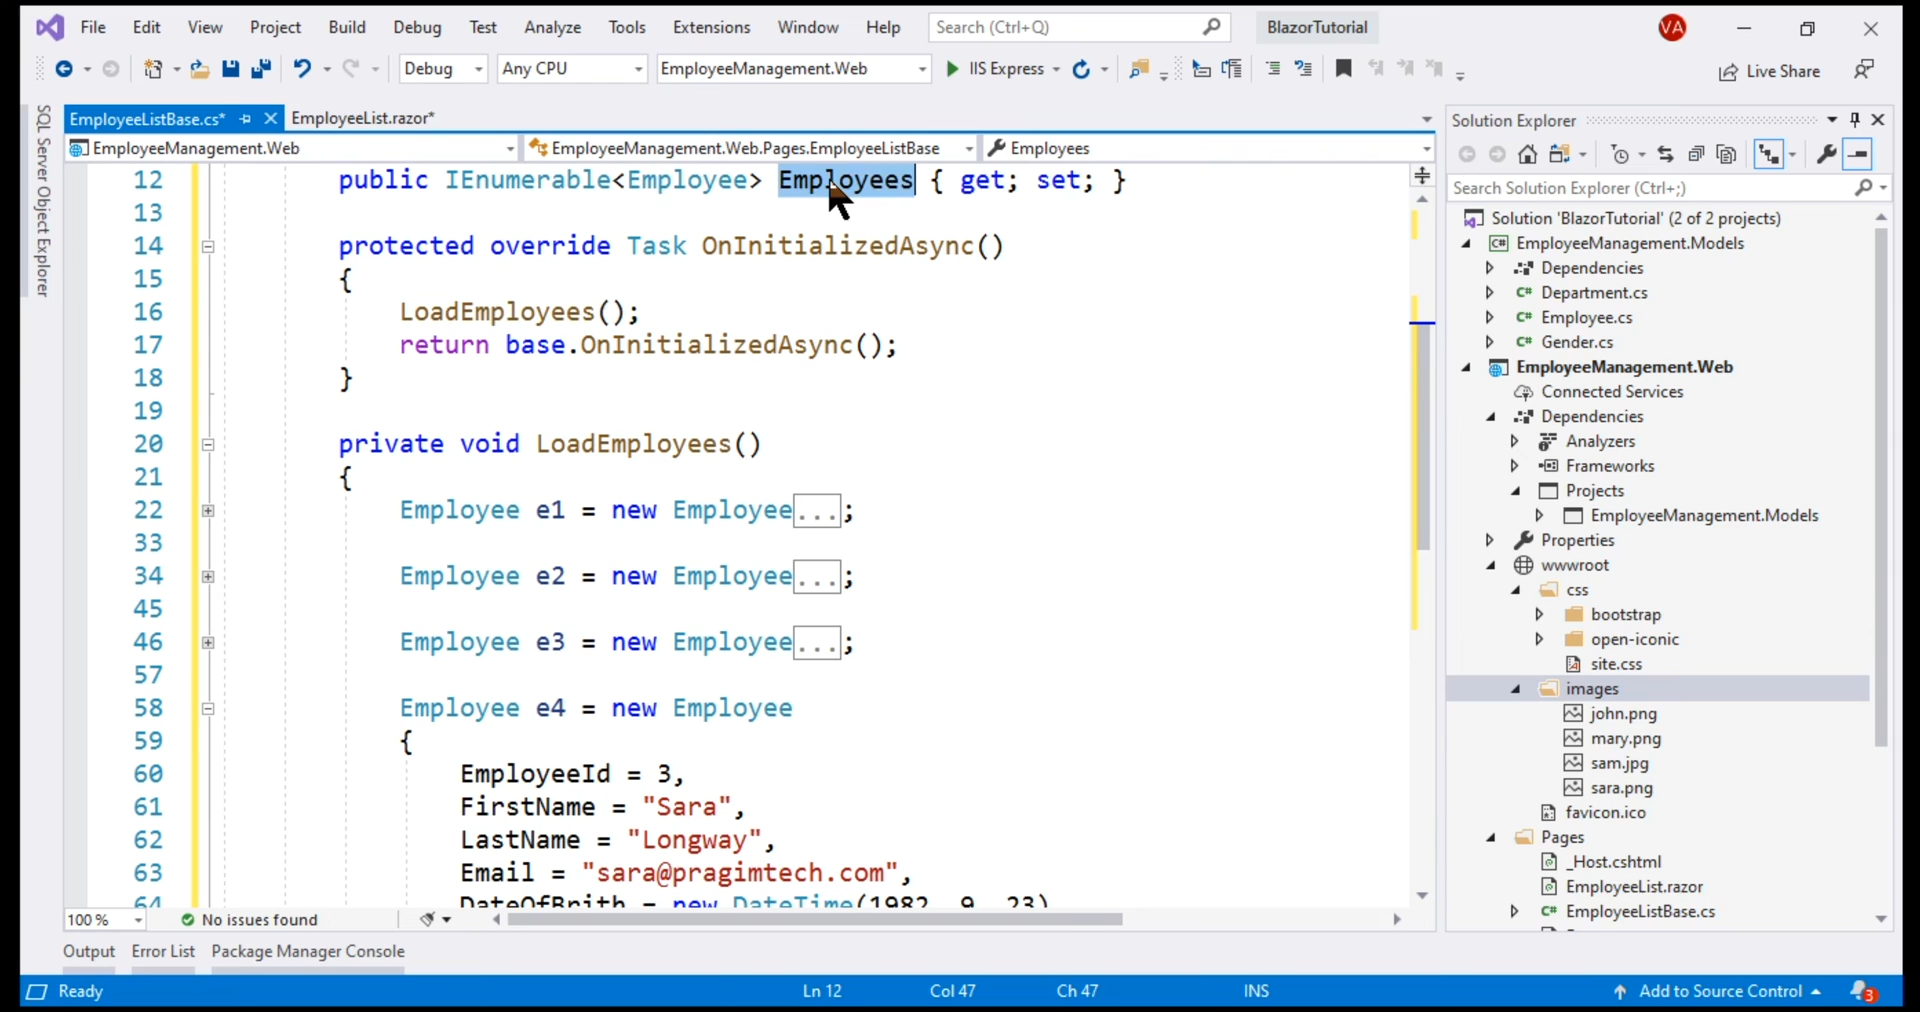 File Edit View Project Build Debug Test Analyze Tools Extensions Window Help Search (Ctrl+Q) BlazorTutorial VA
Debug Any CPU EmployeeManagement.Web IIS Express Live Share
SQL Server Object Explorer
EmployeeListBase.cs* EmployeeList.razor*
EmployeeManagement.Web EmployeeManagement.Web.Pages.EmployeeListBase Employees
12 public IEnumerable<Employee> Employees { get; set; }
13
14 protected override Task OnInitializedAsync()
15 {
16 LoadEmployees();
17 return base.OnInitializedAsync();
18 }
19
20 private void LoadEmployees()
21 {
22 Employee e1 = new Employee...;
33
34 Employee e2 = new Employee...;
45
46 Employee e3 = new Employee...;
57
58 Employee e4 = new Employee
59 {
60 EmployeeId = 3,
61 FirstName = "Sara",
62 LastName = "Longway",
63 Email = "sara@pragimtech.com",
64 DateOfBrith = new DateTime(1982, 9, 23)
100 % No issues found
Solution Explorer
Search Solution Explorer (Ctrl+;)
Solution 'BlazorTutorial' (2 of 2 projects)
C# EmployeeManagement.Models
Dependencies
C# Department.cs
C# Employee.cs
C# Gender.cs
EmployeeManagement.Web
Connected Services
Dependencies
Analyzers
Frameworks
Projects
EmployeeManagement.Models
Properties
wwwroot
css
bootstrap
open-iconic
site.css
images
john.png
mary.png
sam.jpg
sara.png
favicon.ico
Pages
_Host.cshtml
EmployeeList.razor
C# EmployeeListBase.cs
Output Error List Package Manager Console
Ready Ln 12 Col 47 Ch 47 INS Add to Source Control 3